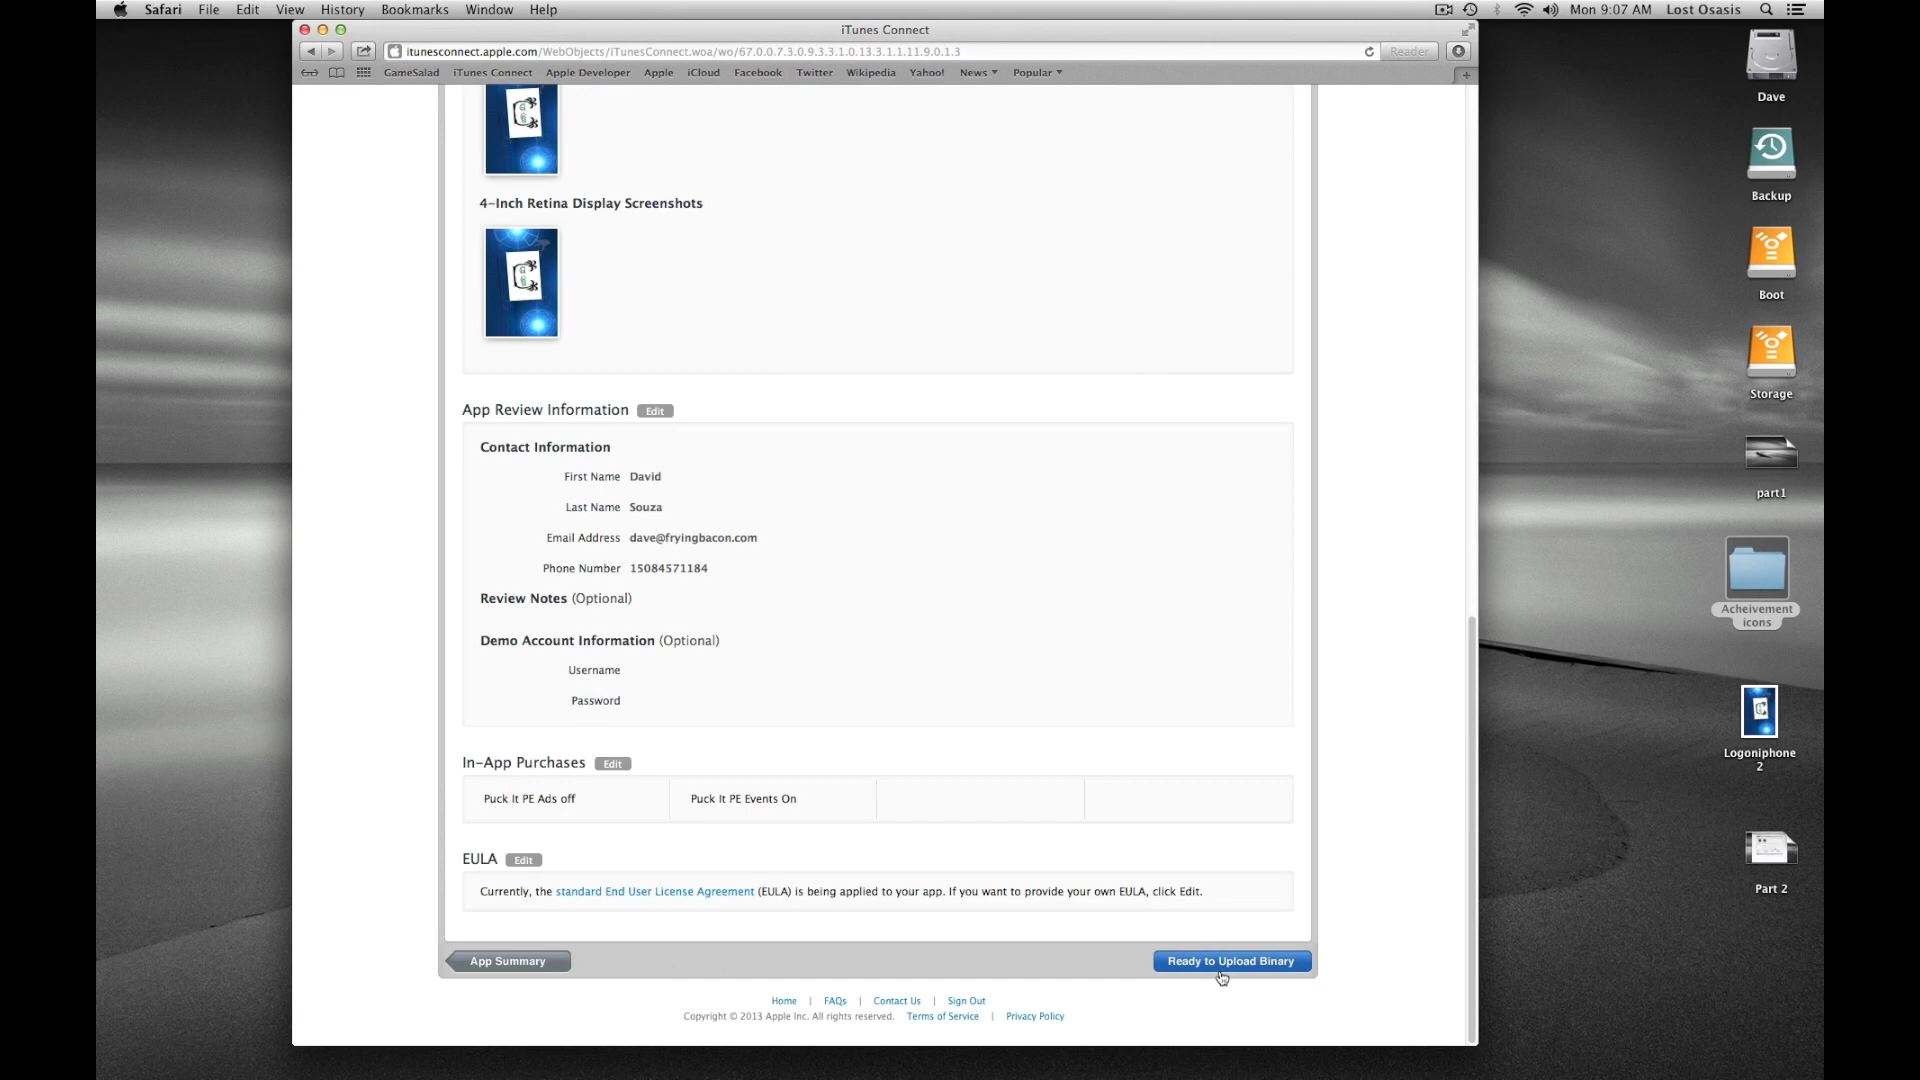 Safari File Edit View History Bookmarks Window Help Mon 9:07 AM Lost Osasis
iTunes Connect
itunesconnect.apple.com/WebObjects/iTunesConnect.woa/wo/67.0.0.7.3.0.9.3.3.1.0.13.3.1.1.11.9.0.1.3 Reader
GameSalad iTunes Connect Apple Developer Apple iCloud Facebook Twitter Wikipedia Yahoo! News Popular
4-Inch Retina Display Screenshots
App Review Information Edit
Contact Information
First Name David
Last Name Souza
Email Address dave@fryingbacon.com
Phone Number 15084571184
Review Notes (Optional)
Demo Account Information (Optional)
Username
Password
In-App Purchases Edit
Puck It PE Ads off Puck It PE Events On
EULA Edit
Currently, the standard End User License Agreement (EULA) is being applied to your app. If you want to provide your own EULA, click Edit.
App Summary Ready to Upload Binary
Home | FAQs | Contact Us | Sign Out
Copyright © 2013 Apple Inc. All rights reserved. Terms of Service | Privacy Policy
Dave
Backup
Boot
Storage
part1
Acheivement
icons
Logoniphone
2
Part 2